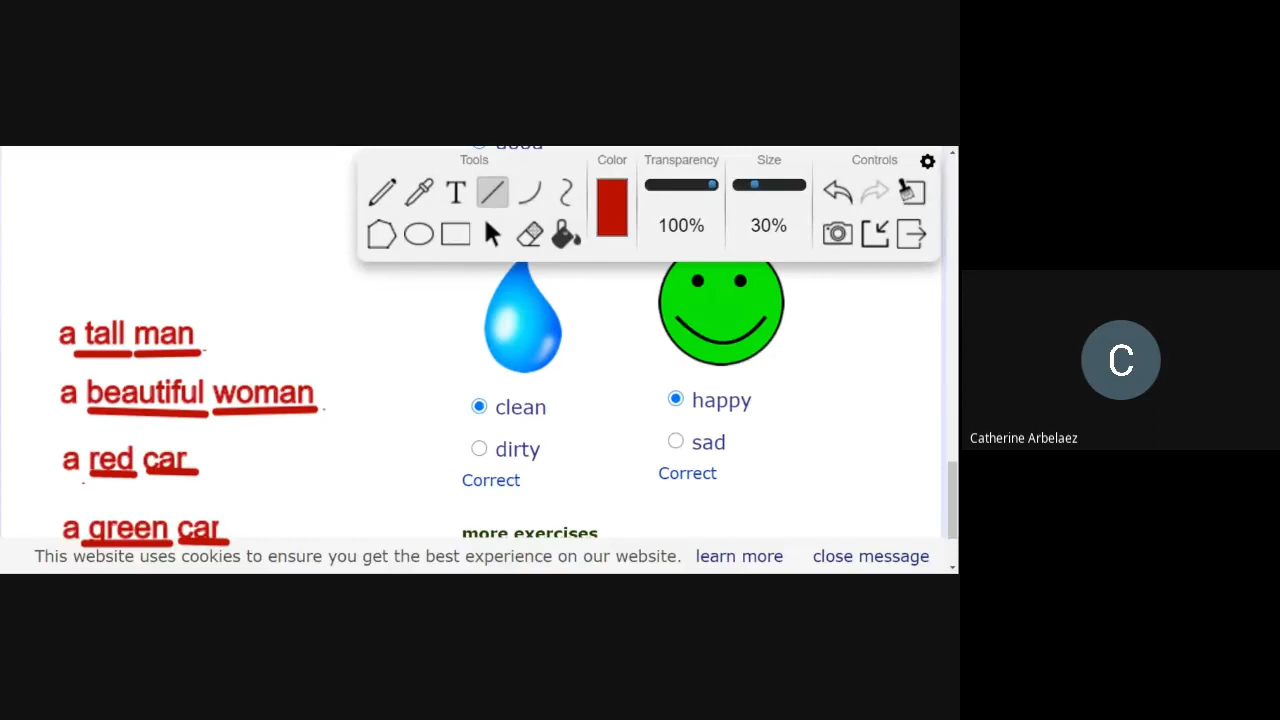 Tools
Color
Transparency
Size
Controls
T
100%
30%
a tall man
a beautiful woman
a red car
a green car
clean
dirty
Correct
happy
sad
Correct
more exercises
This website uses cookies to ensure you get the best experience on our website. learn more close message
C
Catherine Arbelaez